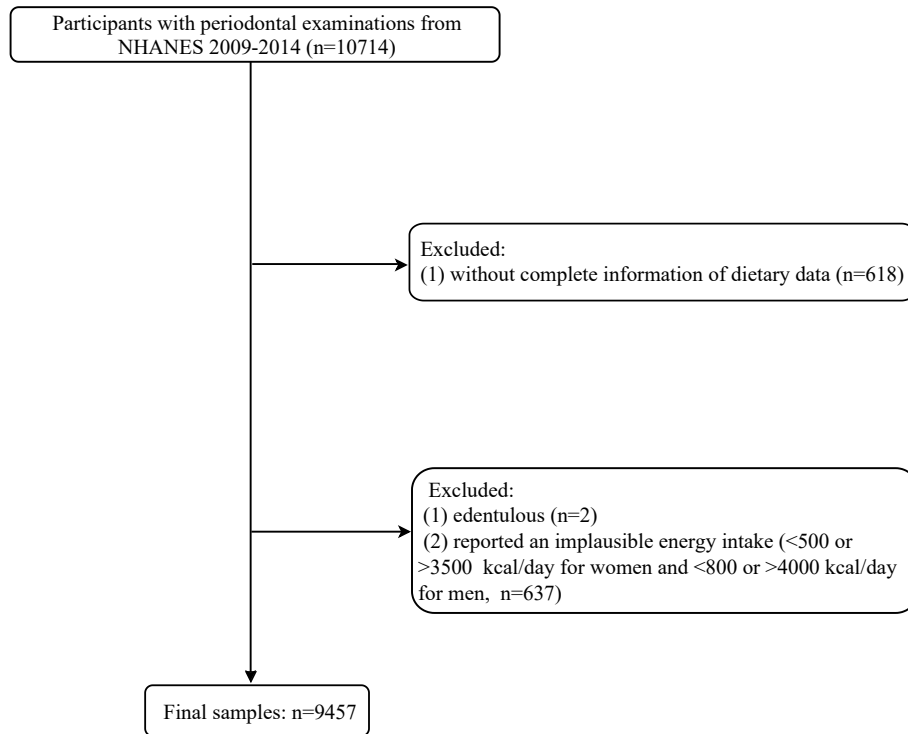 Participants with periodontal examinations from
NHANES 2009-2014 (n=10714)
Excluded:
(1) without complete information of dietary data (n=618)
Excluded:
(1) edentulous (n=2)
(2) reported an implausible energy intake (<500 or
>3500 kcal/day for women and <800 or >4000 kcal/day
for men, n=637)
Final samples: n=9457